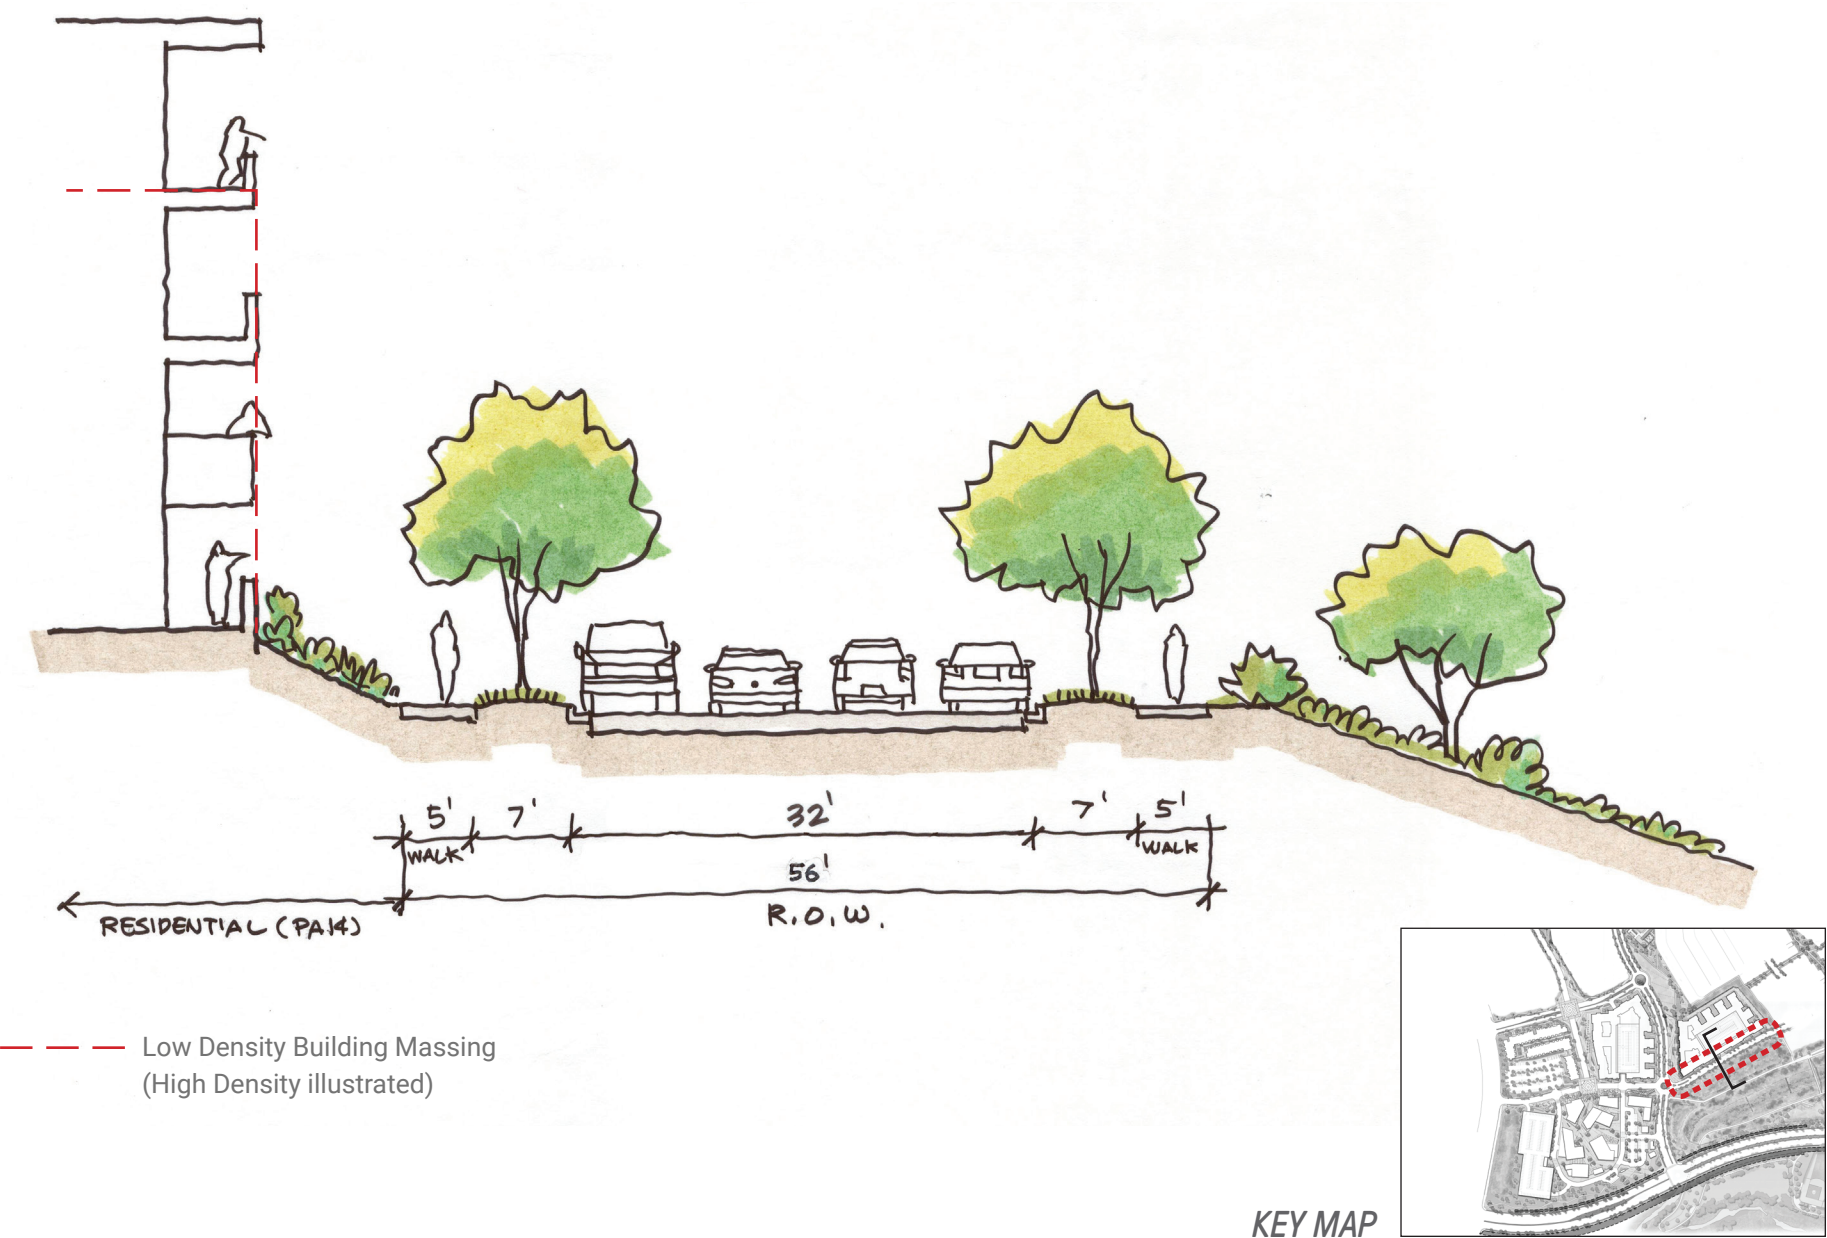 5' 7' 32' 7' 5'
WALK WALK
56'
R.O.W.
RESIDENTIAL (PA14)
Low Density Building Massing
(High Density illustrated)
KEY MAP